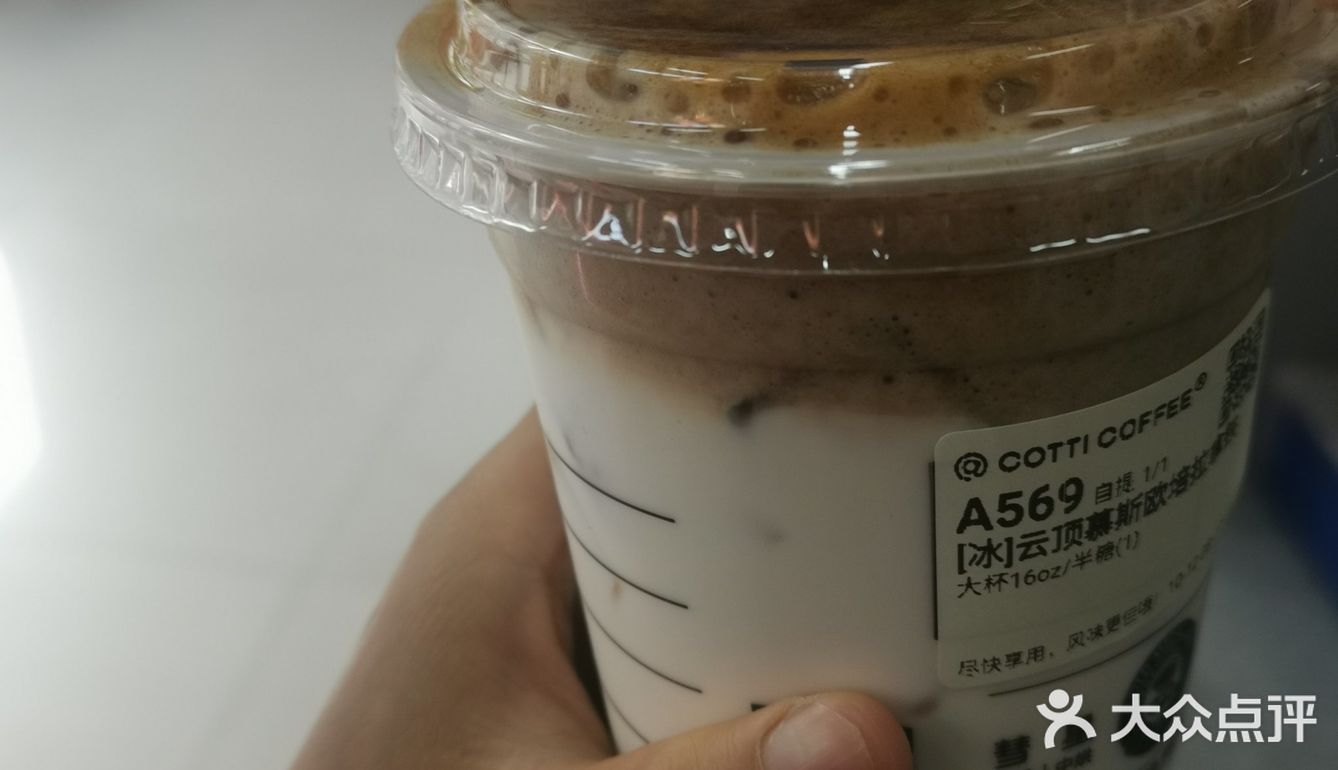 @ COTTI COFFEE®
A569 自提 1/1
[冰]云顶慕斯欧培拉拿铁
大杯16oz/半糖(1)
尽快享用，风味更佳哦！10-12
大众点评